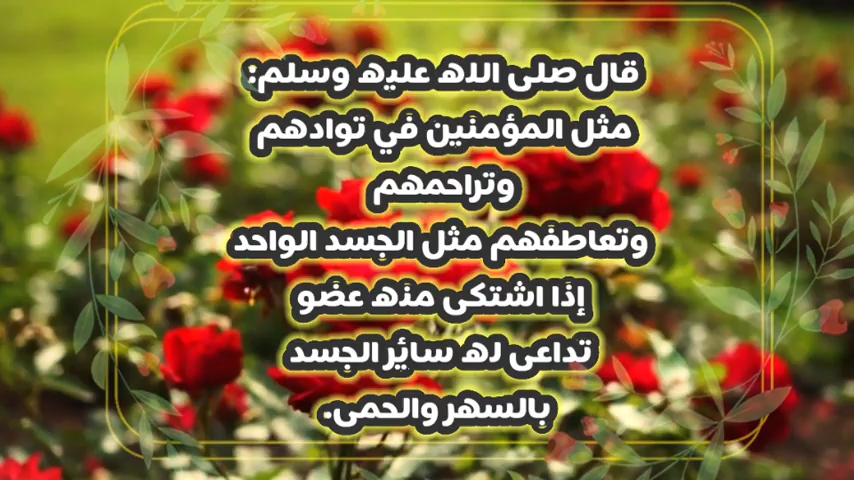 قال صلى الله عليه وسلم:
مثل المؤمنين في توادهم
وتراحمهم
وتعاطفهم مثل الجسد الواحد
إذا اشتكى منه عضو
تداعى له سائر الجسد
بالسهر والحمى.